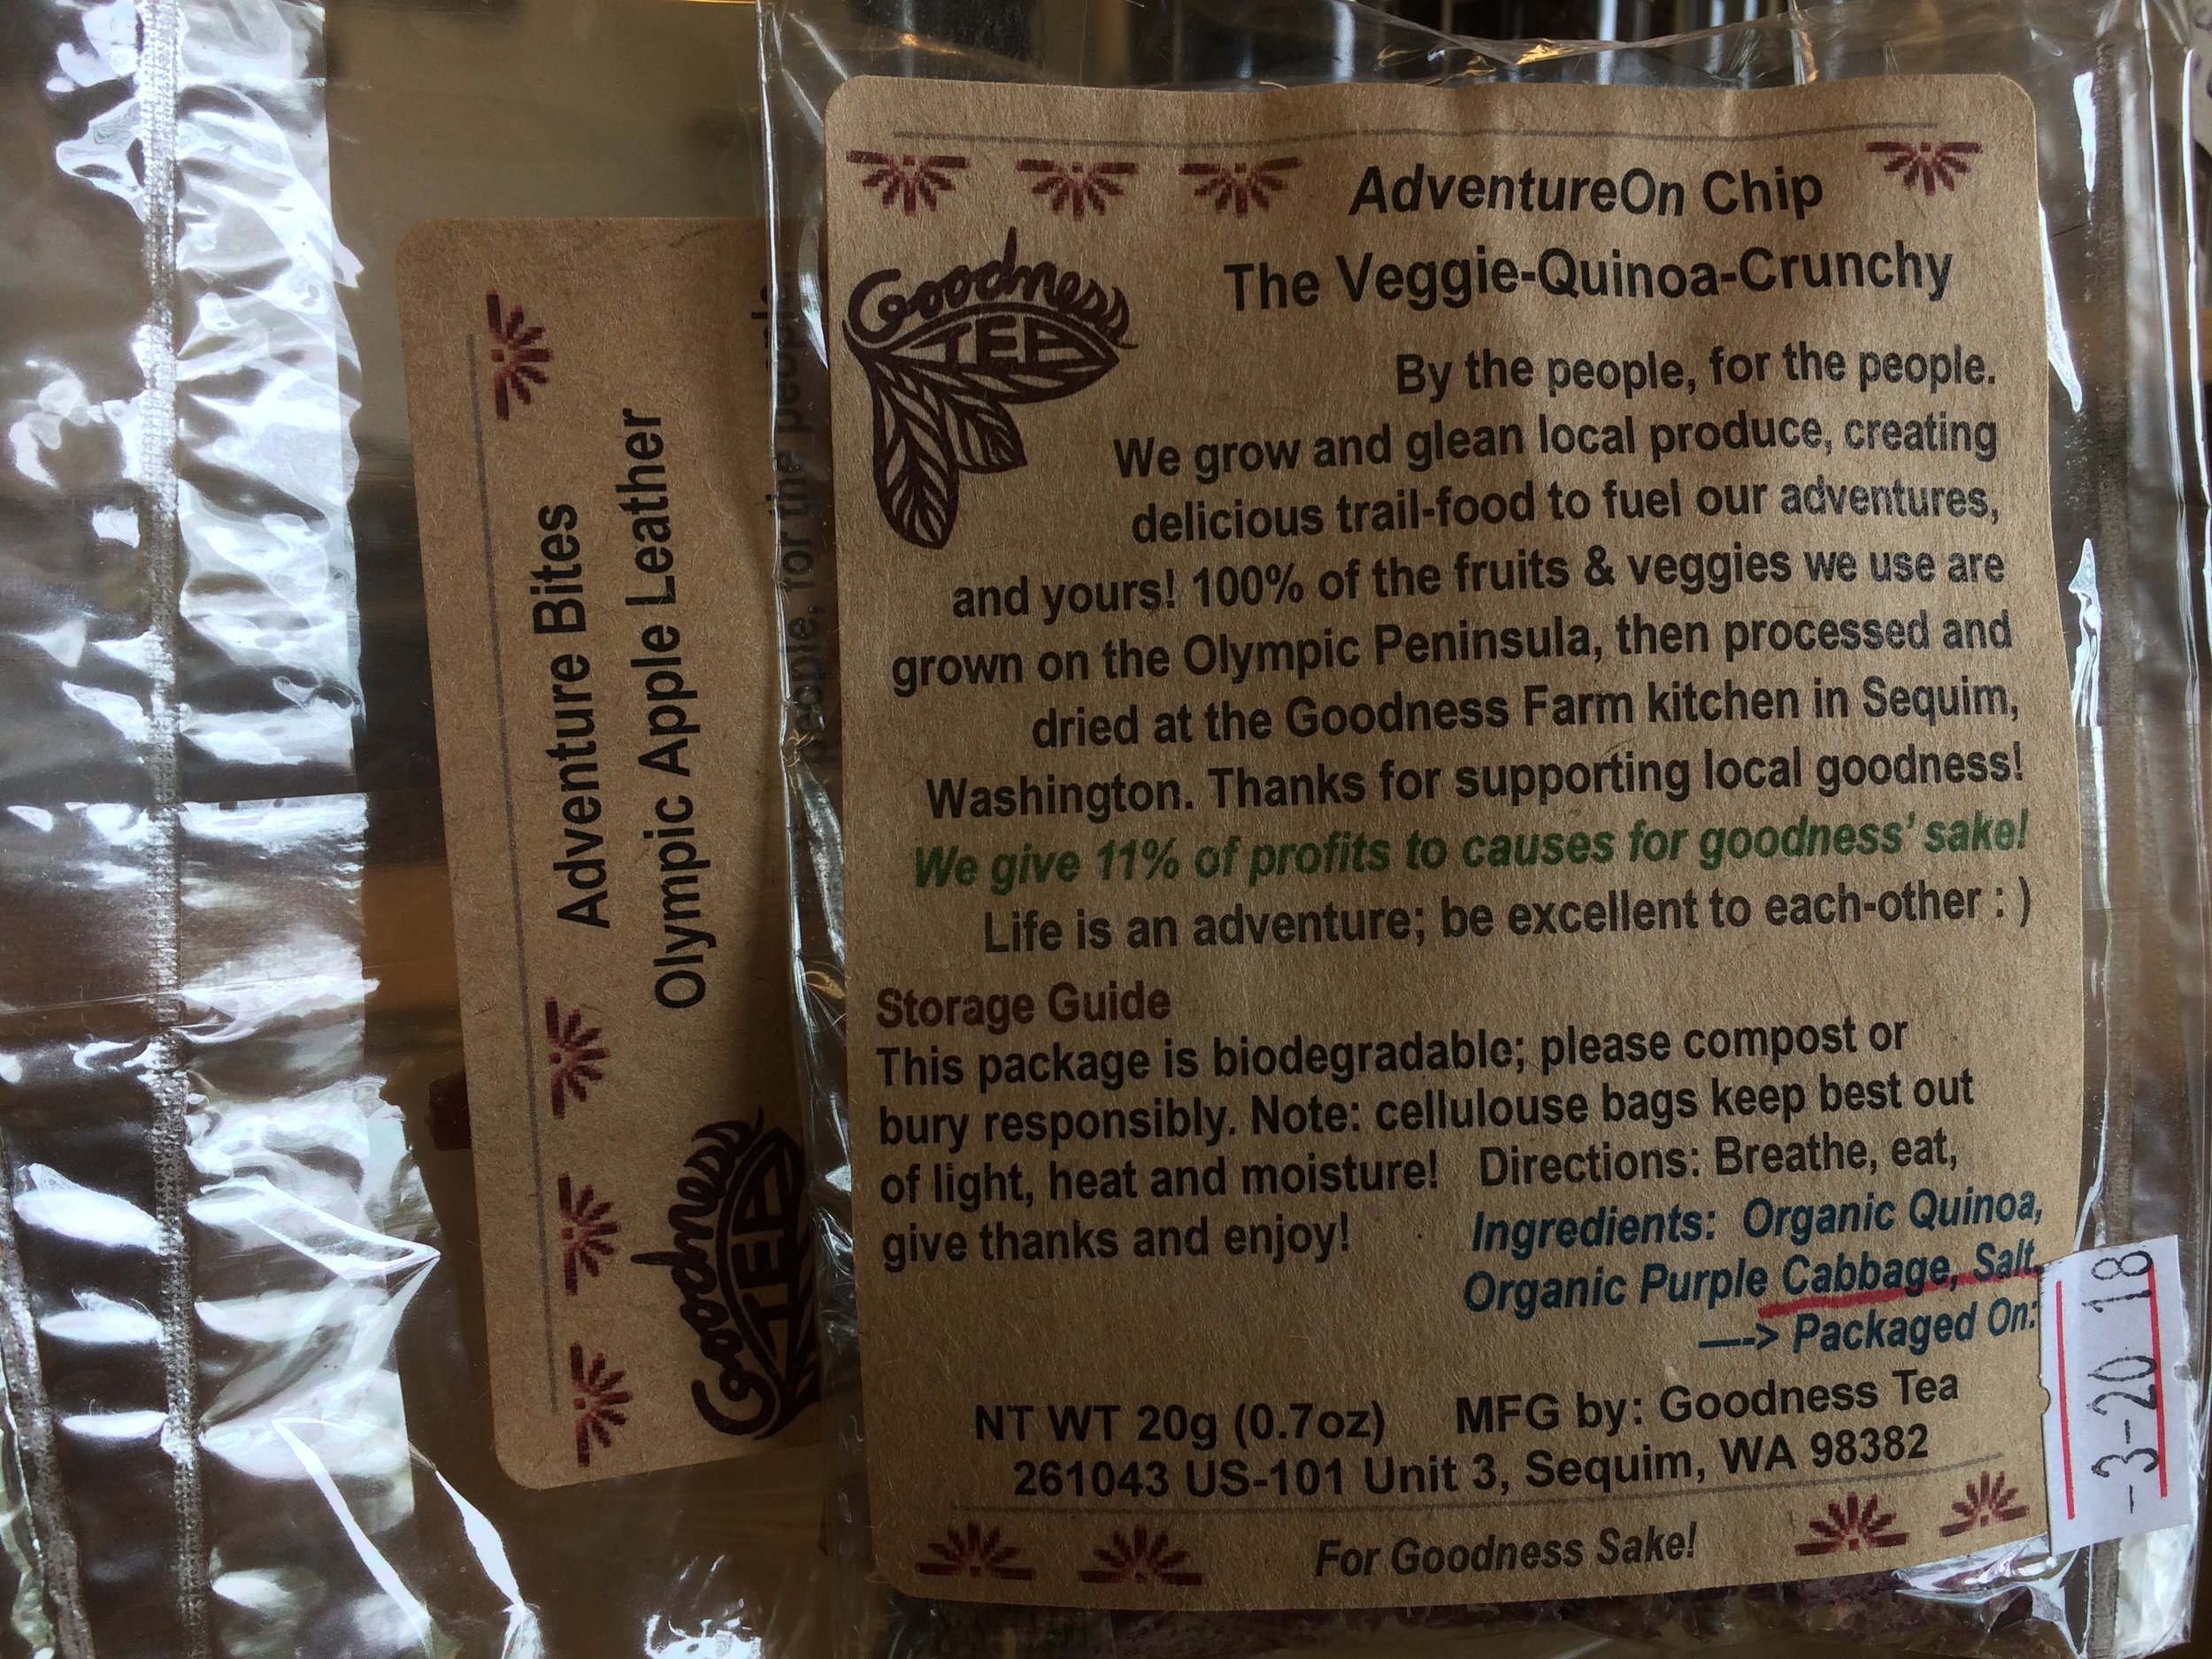 Adventure Bites
Olympic Apple Leather
Goodness
TEA
AdventureOn Chip
The Veggie-Quinoa-Crunchy
Goodness
TEA
By the people, for the people.
We grow and glean local produce, creating
delicious trail-food to fuel our adventures,
and yours! 100% of the fruits & veggies we use are
grown on the Olympic Peninsula, then processed and
dried at the Goodness Farm kitchen in Sequim,
Washington. Thanks for supporting local goodness!
We give 11% of profits to causes for goodness' sake!
Life is an adventure; be excellent to each-other : )
Storage Guide
This package is biodegradable; please compost or
bury responsibly. Note: cellulouse bags keep best out
of light, heat and moisture! Directions: Breathe, eat,
give thanks and enjoy!
Ingredients: Organic Quinoa,
Organic Purple Cabbage, Salt,
----> Packaged On:
-3-20 18
NT WT 20g (0.7oz) MFG by: Goodness Tea
261043 US-101 Unit 3, Sequim, WA 98382
For Goodness Sake!